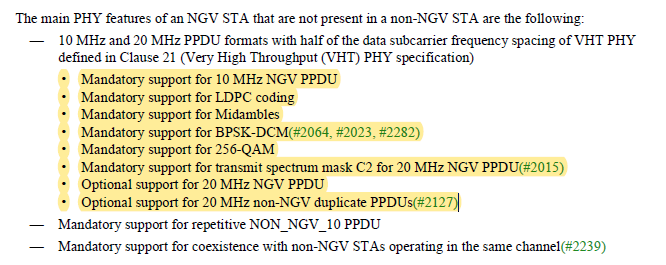 The main PHY features of an NGV STA that are not present in a non-NGV STA are the following:
— 10 MHz and 20 MHz PPDU formats with half of the data subcarrier frequency spacing of VHT PHY
defined in Clause 21 (Very High Throughput (VHT) PHY specification)
• Mandatory support for 10 MHz NGV PPDU
• Mandatory support for LDPC coding
• Mandatory support for Midambles
• Mandatory support for BPSK-DCM(#2064, #2023, #2282)
• Mandatory support for 256-QAM
• Mandatory support for transmit spectrum mask C2 for 20 MHz NGV PPDU(#2015)
• Optional support for 20 MHz NGV PPDU
• Optional support for 20 MHz non-NGV duplicate PPDUs(#2127)
— Mandatory support for repetitive NON_NGV_10 PPDU
— Mandatory support for coexistence with non-NGV STAs operating in the same channel(#2239)